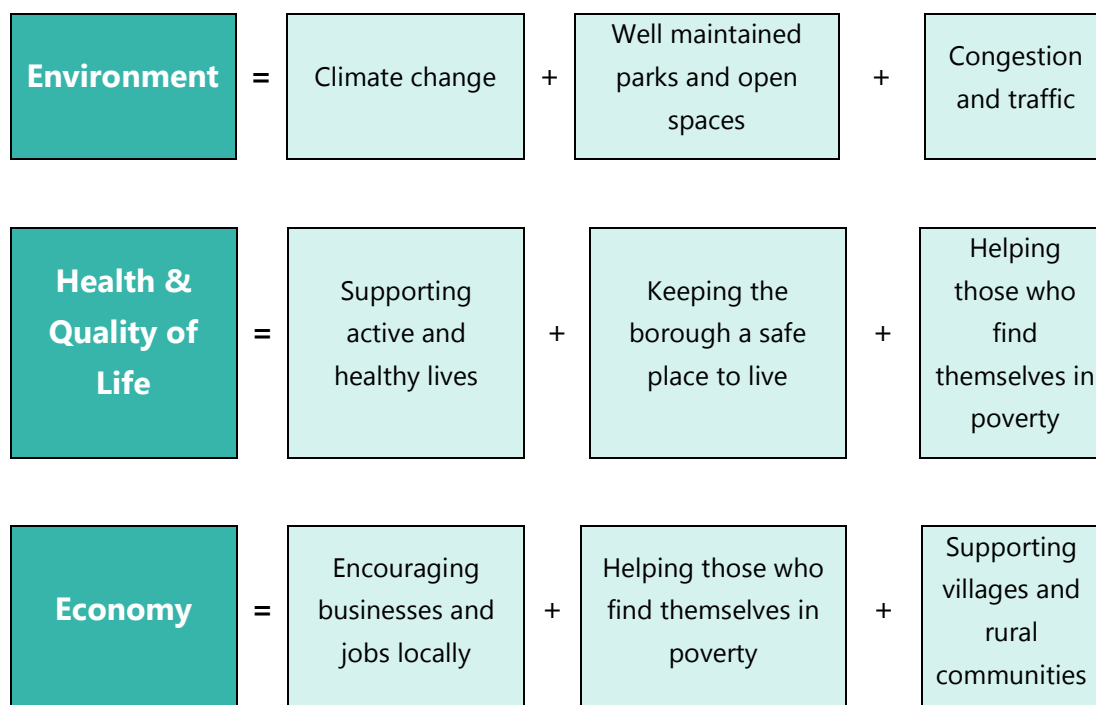 Environment = Climate change + Well maintained parks and open spaces + Congestion and traffic
Health & Quality of Life = Supporting active and healthy lives + Keeping the borough a safe place to live + Helping those who find themselves in poverty
Economy = Encouraging businesses and jobs locally + Helping those who find themselves in poverty + Supporting villages and rural communities